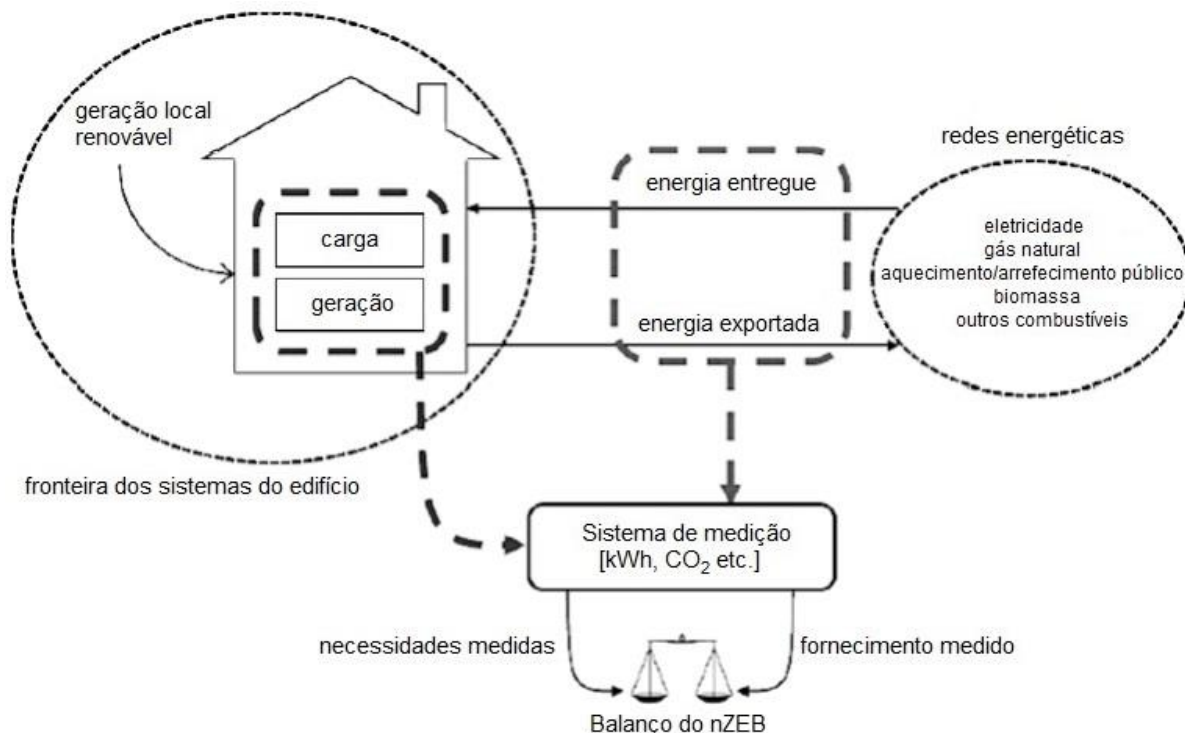 geração local
renovável
carga
geração
fronteira dos sistemas do edifício
energia entregue
energia exportada
redes energéticas
eletricidade
gás natural
aquecimento/arrefecimento público
biomassa
outros combustíveis
Sistema de medição
[kWh, CO₂ etc.]
necessidades medidas
fornecimento medido
Balanço do nZEB